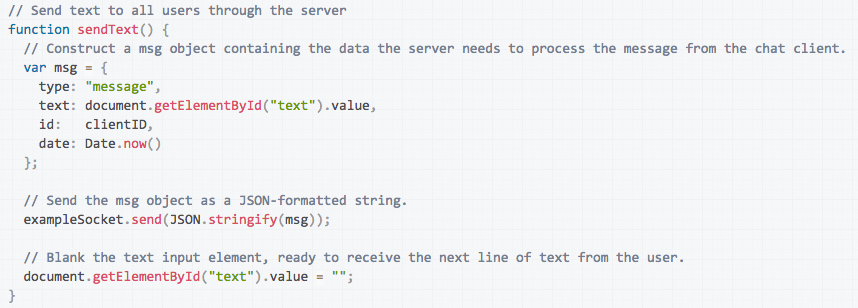 // Send text to all users through the server
function sendText() {
  // Construct a msg object containing the data the server needs to process the message from the chat client.
  var msg = {
    type: "message",
    text: document.getElementById("text").value,
    id:   clientID,
    date: Date.now()
  };

  // Send the msg object as a JSON-formatted string.
  exampleSocket.send(JSON.stringify(msg));

  // Blank the text input element, ready to receive the next line of text from the user.
  document.getElementById("text").value = "";
}